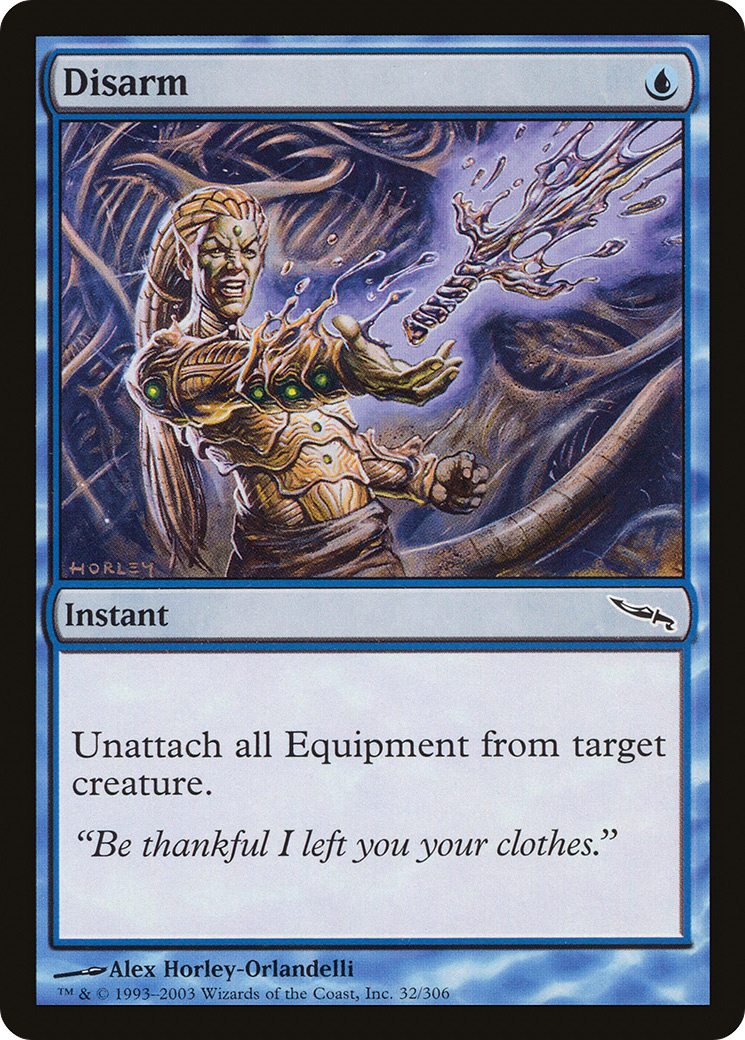 Disarm
HORLEY
Instant
Unattach all Equipment from target
creature.
“Be thankful I left you your clothes.”
Alex Horley-Orlandelli
™ & © 1993–2003 Wizards of the Coast, Inc. 32/306